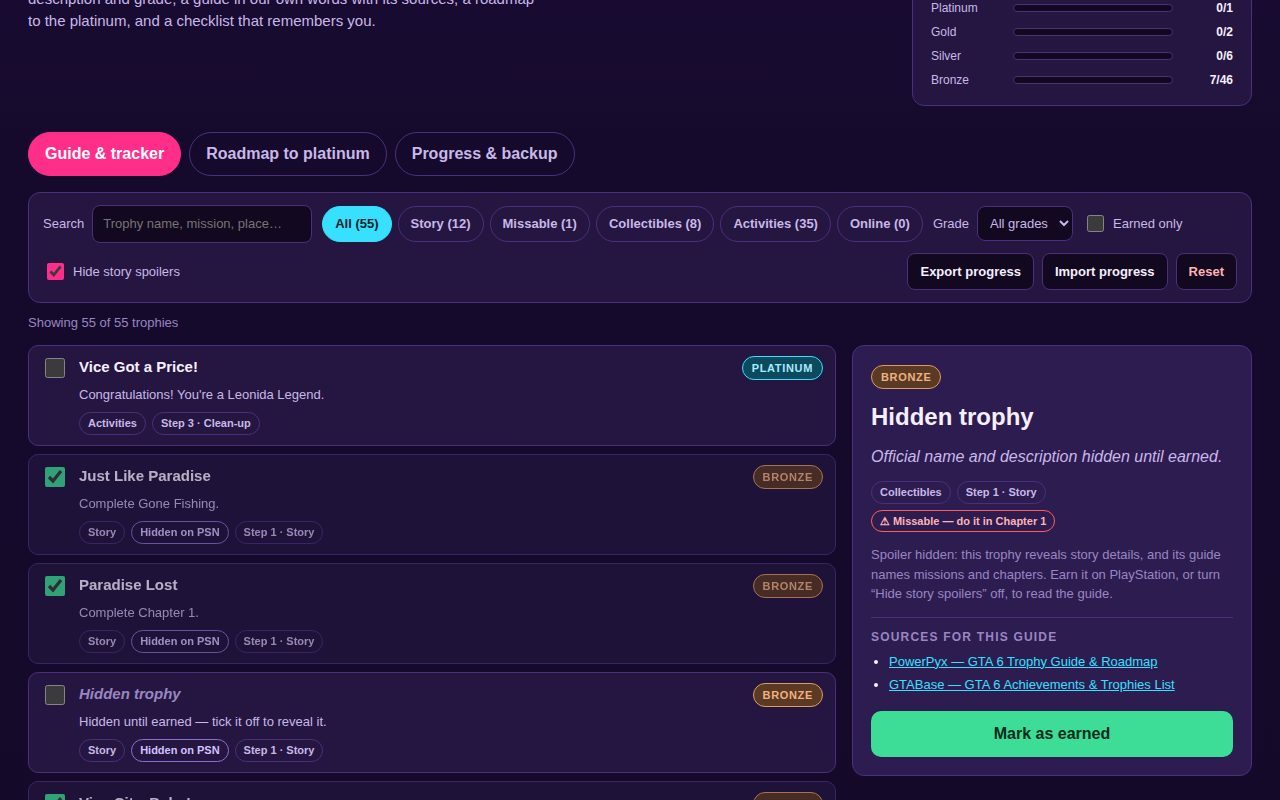 description and grade, a guide in our own words with its sources, a roadmap
to the platinum, and a checklist that remembers you.
Platinum 0/1
Gold 0/2
Silver 0/6
Bronze 7/46
Guide & tracker Roadmap to platinum Progress & backup
Search Trophy name, mission, place… All (55) Story (12) Missable (1) Collectibles (8) Activities (35) Online (0) Grade All grades Earned only
Hide story spoilers Export progress Import progress Reset
Showing 55 of 55 trophies
Vice Got a Price! PLATINUM
Congratulations! You're a Leonida Legend.
Activities Step 3 · Clean-up
Just Like Paradise BRONZE
Complete Gone Fishing.
Story Hidden on PSN Step 1 · Story
Paradise Lost BRONZE
Complete Chapter 1.
Story Hidden on PSN Step 1 · Story
Hidden trophy BRONZE
Hidden until earned — tick it off to reveal it.
Story Hidden on PSN Step 1 · Story
BRONZE
Hidden trophy
Official name and description hidden until earned.
Collectibles Step 1 · Story
⚠ Missable — do it in Chapter 1
Spoiler hidden: this trophy reveals story details, and its guide
names missions and chapters. Earn it on PlayStation, or turn
“Hide story spoilers” off, to read the guide.
SOURCES FOR THIS GUIDE
• PowerPyx — GTA 6 Trophy Guide & Roadmap
• GTABase — GTA 6 Achievements & Trophies List
Mark as earned